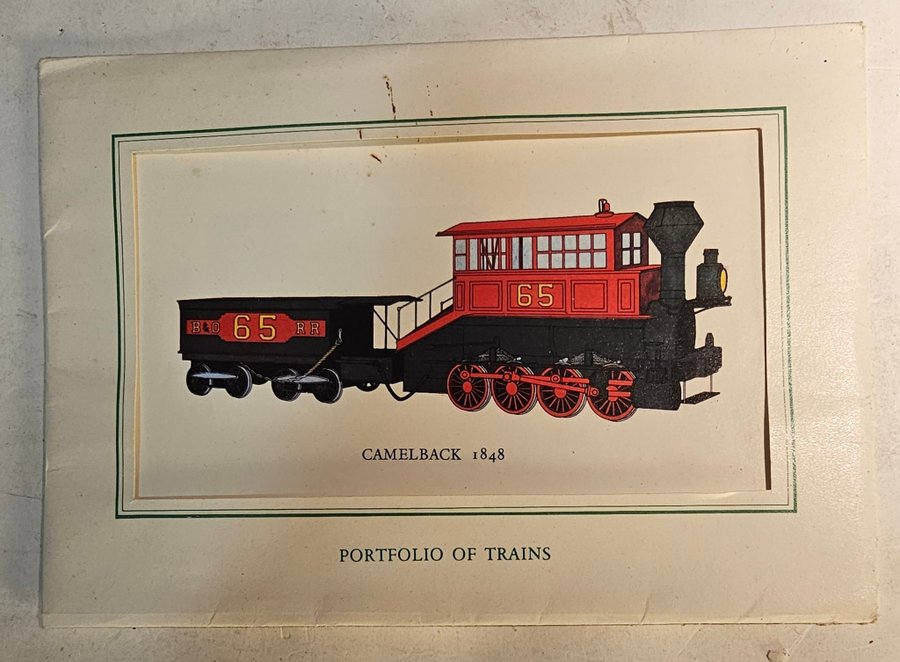 65
B&O 65 RR
CAMELBACK 1848
PORTFOLIO OF TRAINS